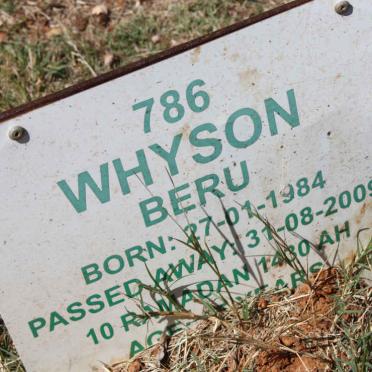 786
WHYSON
BERU
BORN: 27-01-1984
PASSED AWAY: 31-08-2009
10 RAMADAN 1430 AH